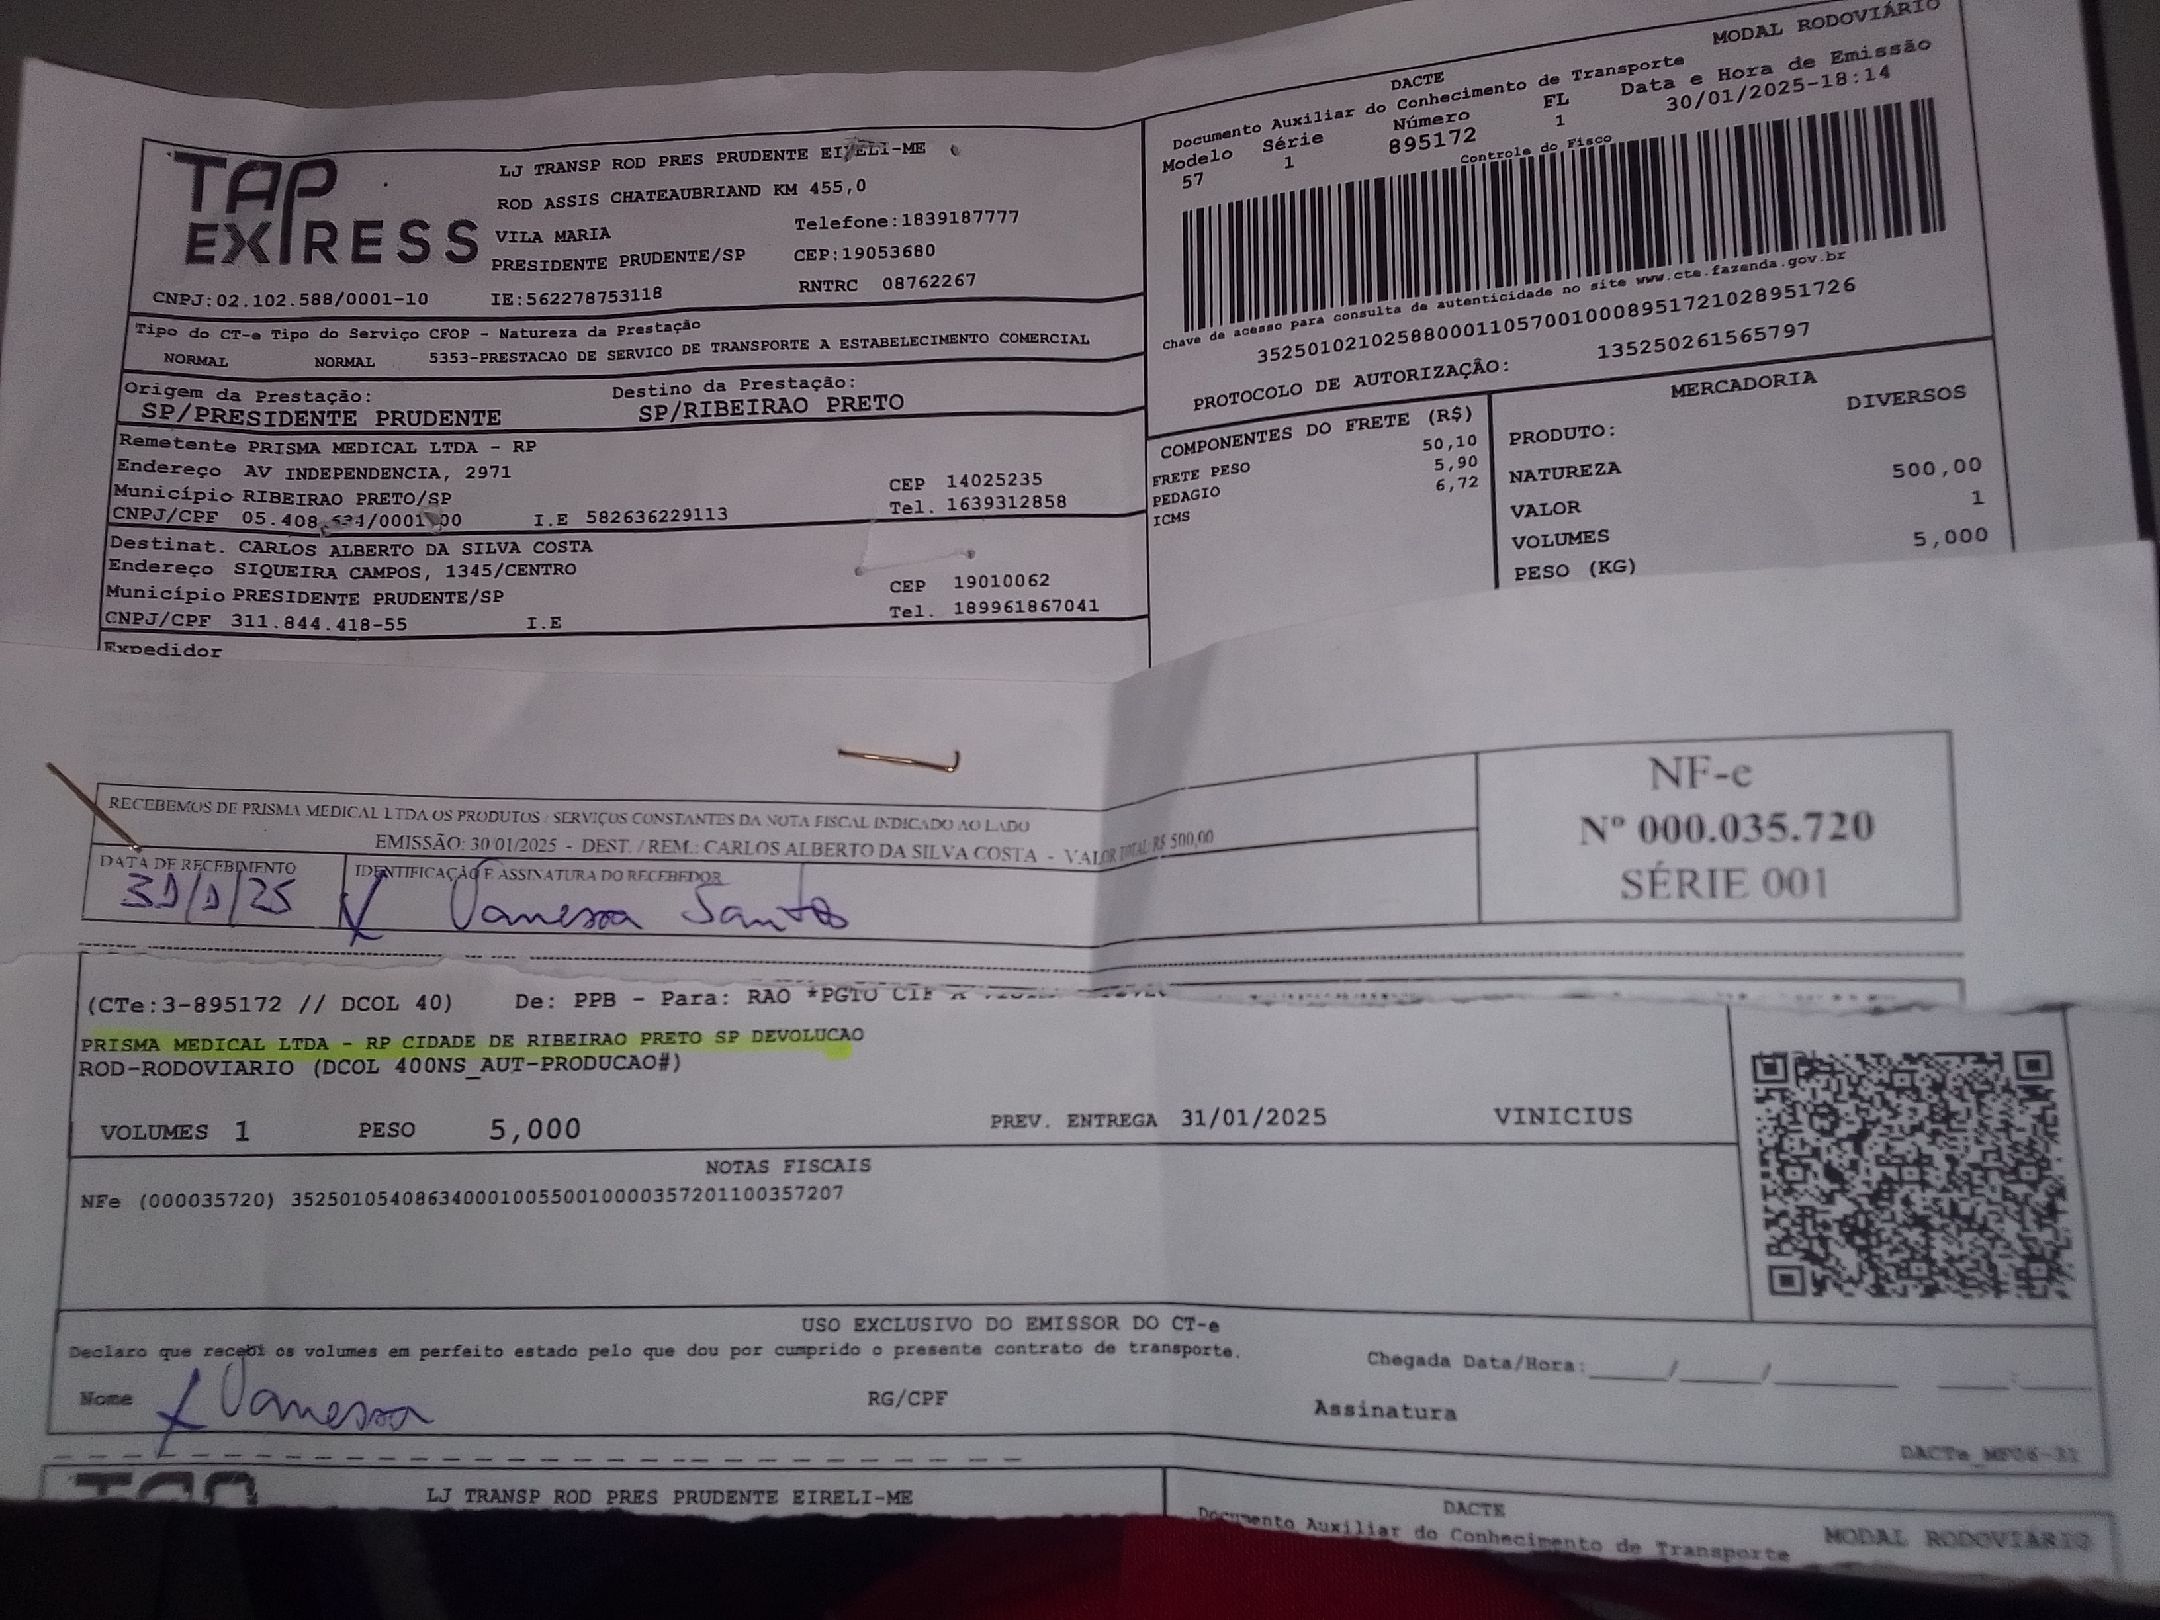 TAP EXPRESS
LJ TRANSP ROD PRES PRUDENTE EIRELI-ME
ROD ASSIS CHATEAUBRIAND KM 455,0
VILA MARIA Telefone:1839187777
PRESIDENTE PRUDENTE/SP CEP:19053680
CNPJ:02.102.588/0001-10 IE:562278753118 RNTRC 08762267
DACTE MODAL RODOVIÁRIO
Documento Auxiliar do Conhecimento de Transporte
Modelo Série Número FL Data e Hora de Emissão
57 1 895172 1 30/01/2025-18:14
Controle do Fisco
Chave de acesso para consulta de autenticidade no site www.cte.fazenda.gov.br
35250102102588000110570010008951721028951726
PROTOCOLO DE AUTORIZAÇÃO: 135250261565797
Tipo do CT-e Tipo do Serviço CFOP - Natureza da Prestação
NORMAL NORMAL 5353-PRESTACAO DE SERVICO DE TRANSPORTE A ESTABELECIMENTO COMERCIAL
Origem da Prestação: Destino da Prestação:
SP/PRESIDENTE PRUDENTE SP/RIBEIRAO PRETO
Remetente PRISMA MEDICAL LTDA - RP
Endereço AV INDEPENDENCIA, 2971
Município RIBEIRAO PRETO/SP CEP 14025235
CNPJ/CPF 05.408. /0001 00 I.E 582636229113 Tel. 1639312858
Destinat. CARLOS ALBERTO DA SILVA COSTA
Endereço SIQUEIRA CAMPOS, 1345/CENTRO
Município PRESIDENTE PRUDENTE/SP CEP 19010062
CNPJ/CPF 311.844.418-55 I.E Tel. 189961867041
Expedidor
COMPONENTES DO FRETE (R$)
FRETE PESO 50,10
PEDAGIO 5,90
ICMS 6,72
MERCADORIA
PRODUTO: DIVERSOS
NATUREZA
VALOR 500,00
VOLUMES 1
PESO (KG) 5,000
RECEBEMOS DE PRISMA MEDICAL LTDA OS PRODUTOS / SERVIÇOS CONSTANTES DA NOTA FISCAL INDICADO AO LADO
EMISSÃO: 30/01/2025 - DEST. / REM.: CARLOS ALBERTO DA SILVA COSTA - VALOR TOTAL: R$ 500,00
DATA DE RECEBIMENTO IDENTIFICAÇÃO E ASSINATURA DO RECEBEDOR
Vanessa Santos
NF-e
Nº 000.035.720
SÉRIE 001
(CTe:3-895172 // DCOL 40) De: PPB - Para: RAO *PGTO CIF A
PRISMA MEDICAL LTDA - RP CIDADE DE RIBEIRAO PRETO SP DEVOLUCAO
ROD-RODOVIARIO (DCOL 400NS_AUT-PRODUCAO#)
VOLUMES 1 PESO 5,000 PREV. ENTREGA 31/01/2025 VINICIUS
NOTAS FISCAIS
NFe (000035720) 35250105408634000100550010000357201100357207
USO EXCLUSIVO DO EMISSOR DO CT-e
Declaro que recebi os volumes em perfeito estado pelo que dou por cumprido o presente contrato de transporte. Chegada Data/Hora:
Nome Vanessa RG/CPF Assinatura
LJ TRANSP ROD PRES PRUDENTE EIRELI-ME
DACTE
Documento Auxiliar do Conhecimento de Transporte MODAL RODOVIARIO